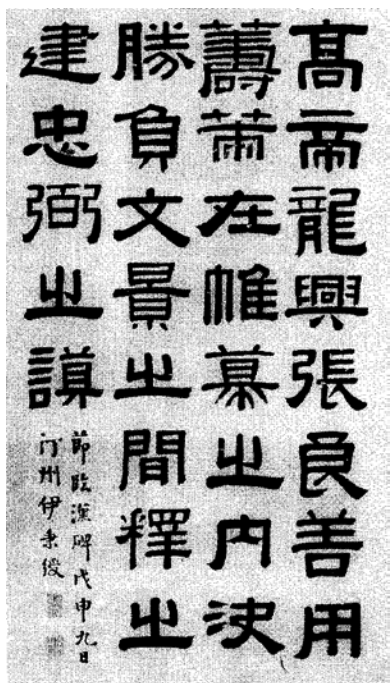 高帝龍興張良善用
籌策在帷幕之內決
勝負文景之間釋之
建忠弼之謨
節臨漢碑戊申九日
汀州伊秉綬